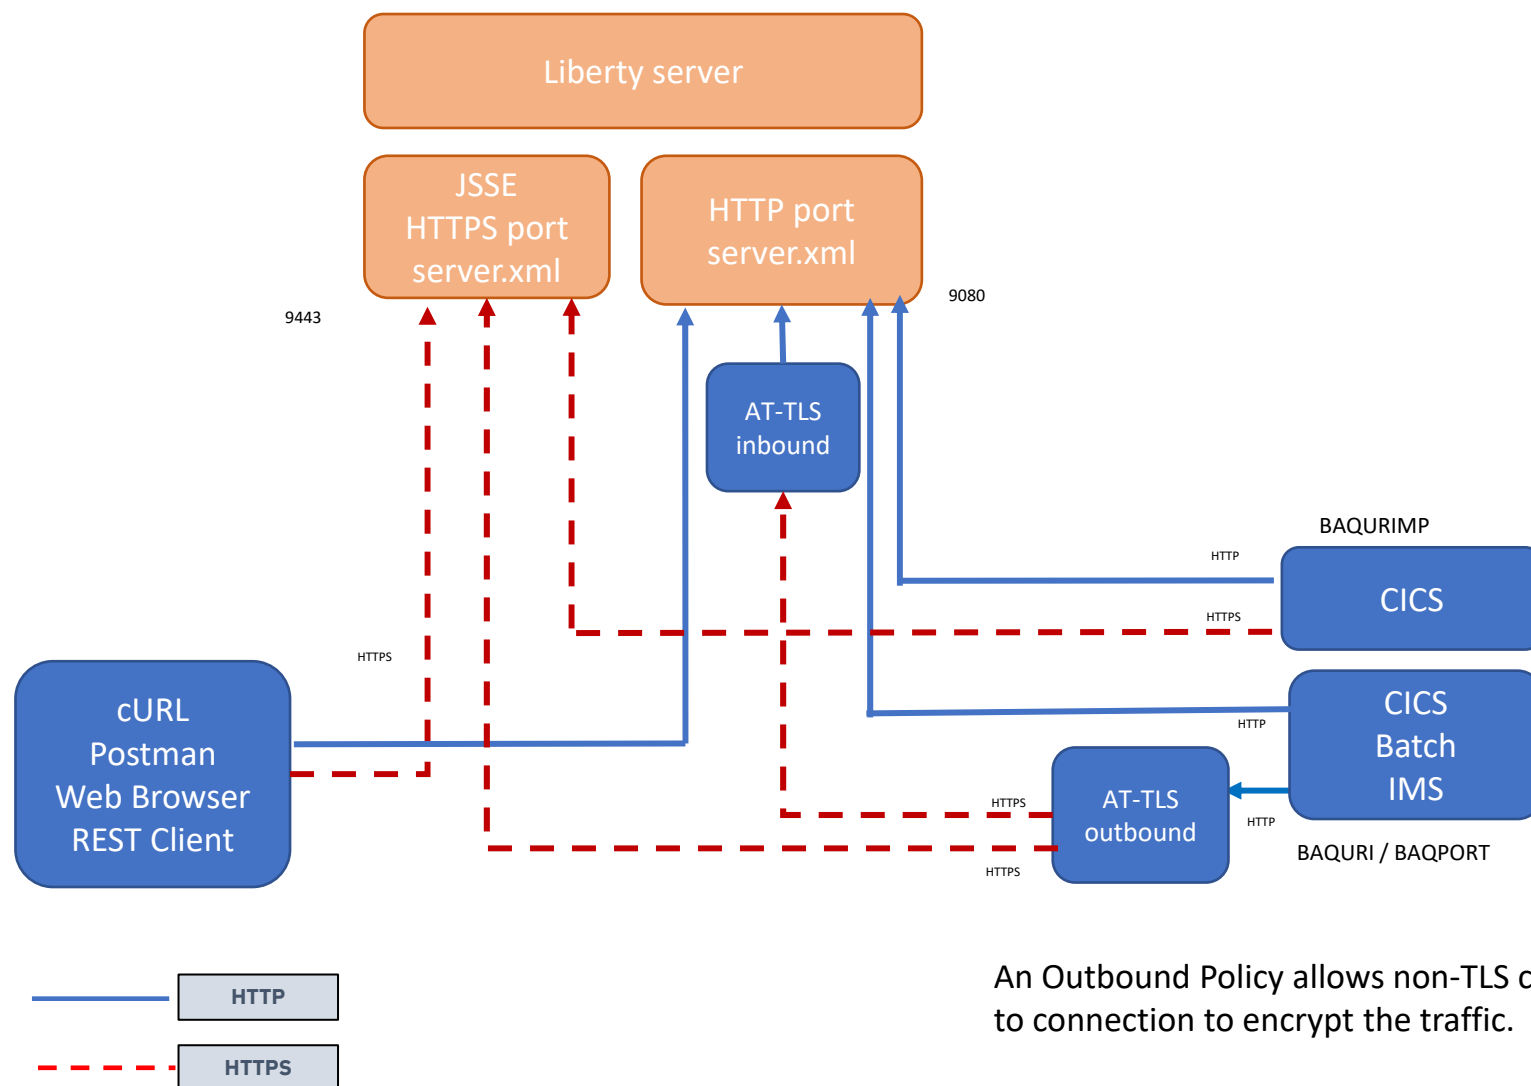 Liberty server
JSSE
HTTPS port
server.xml
HTTP port
server.xml
9443
9080
AT-TLS
inbound
BAQURIMP
HTTP
CICS
HTTPS
HTTPS
cURL
Postman
Web Browser
REST Client
CICS
Batch
IMS
HTTP
AT-TLS
outbound
HTTPS
HTTP
HTTPS
BAQURI / BAQPORT
HTTP
HTTPS
An Outbound Policy allows non-TLS
to connection to encrypt the traffic.